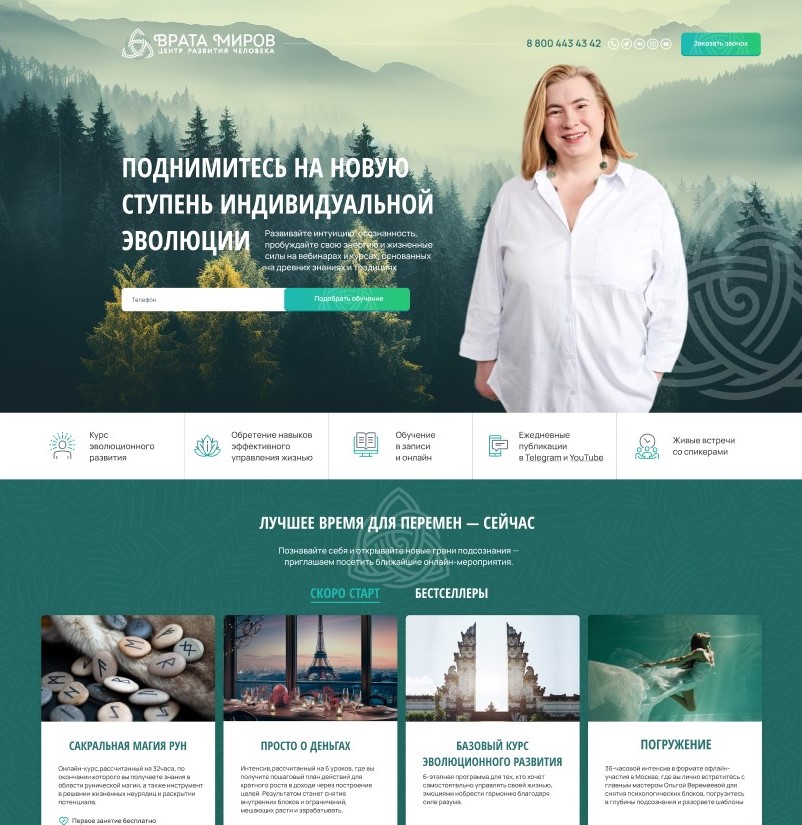 ВРАТА МИРОВ
ЦЕНТР РАЗВИТИЯ ЧЕЛОВЕКА
8 800 443 43 42
Заказать звонок
ПОДНИМИТЕСЬ НА НОВУЮ
СТУПЕНЬ ИНДИВИДУАЛЬНОЙ
ЭВОЛЮЦИИ
Развивайте интуицию, осознанность,
пробуждайте свою энергию и жизненные
силы на вебинарах и курсах, основанных
на древних знаниях и традициях
Телефон
Подобрать обучение
Курс
эволюционного
развития
Обретение навыков
эффективного
управления жизнью
Обучение
в записи
и онлайн
Ежедневные
публикации
в Telegram и YouTube
Живые встречи
со спикерами
ЛУЧШЕЕ ВРЕМЯ ДЛЯ ПЕРЕМЕН — СЕЙЧАС
Познавайте себя и открывайте новые грани подсознания —
приглашаем посетить ближайшие онлайн-мероприятия.
СКОРО СТАРТ
БЕСТСЕЛЛЕРЫ
САКРАЛЬНАЯ МАГИЯ РУН
Онлайн-курс, рассчитанный на 32 часа, по
окончании которого вы получаете знания в
области рунической магии, а также инструмент
в решении жизненных неурядиц и раскрытии
потенциала.
Первое занятие бесплатно
ПРОСТО О ДЕНЬГАХ
Интенсив, рассчитанный на 6 уроков, где вы
получите пошаговый план действий для
кратного роста в доходе через построение
целей. Результатом станет снятие
внутренних блоков и ограничений,
мешающих расти и зарабатывать.
БАЗОВЫЙ КУРС
ЭВОЛЮЦИОННОГО РАЗВИТИЯ
6-этапная программа для тех, кто хочет
самостоятельно управлять своей жизнью,
эмоциями и обрести гармонию благодаря
силе разума.
ПОГРУЖЕНИЕ
36-часовой интенсив в формате офлайн-
участия в Москве, где вы лично встретитесь с
главным мастером Ольгой Веремеевой для
снятия психологических блоков, погрузитесь
в глубины подсознания и разорвете шаблоны